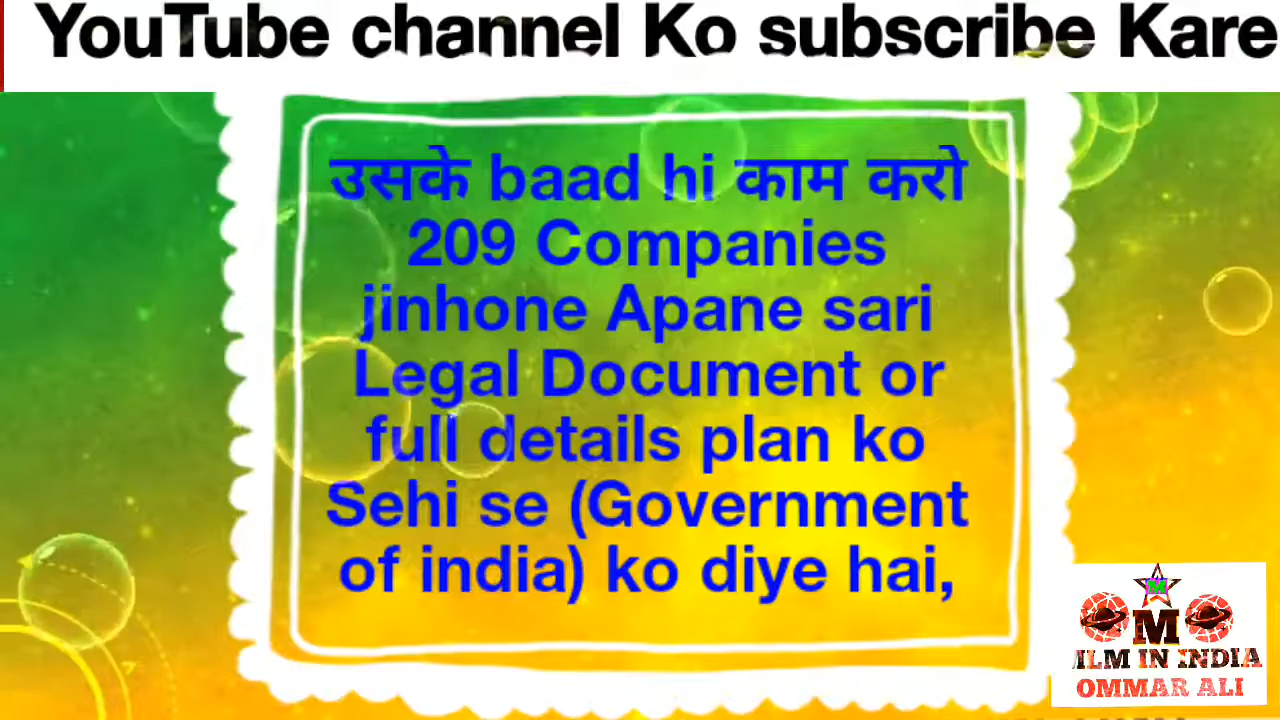 YouTube channel Ko subscribe Kare
उसके baad hi काम करो
209 Companies
jinhone Apane sari
Legal Document or
full details plan ko
Sehi se (Government
of india) ko diye hai,
M
M
ILM IN INDIA
OMMAR ALI